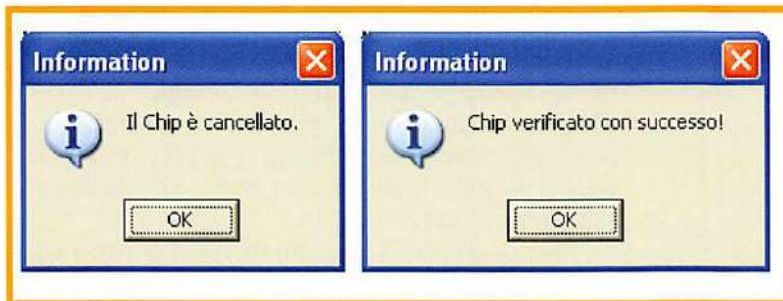 Information
Il Chip è cancellato.
OK
Information
Chip verificato con successo!
OK